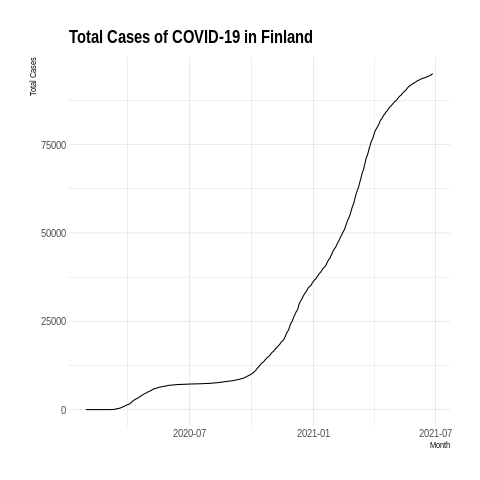 Total Cases of COVID-19 in Finland
Total Cases
75000
50000
25000
0
2020-07
2021-01
2021-07
Month